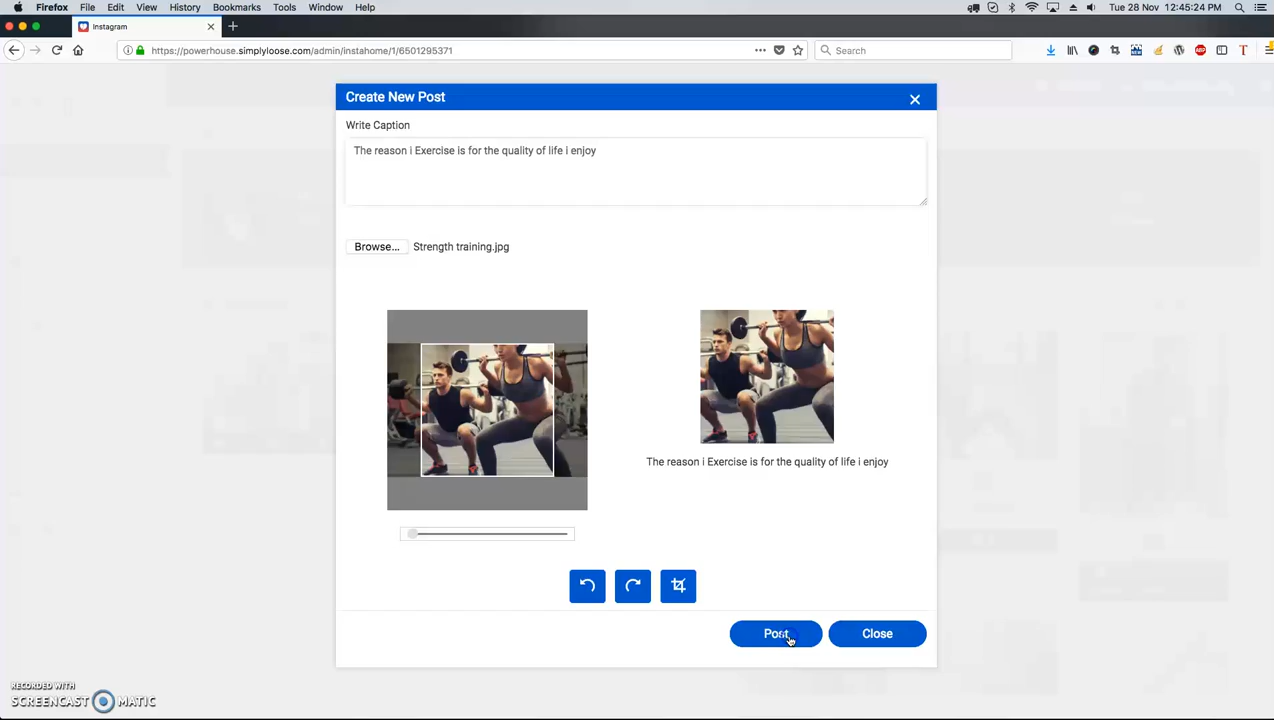 Firefox File Edit View History Bookmarks Tools Window Help Tue 28 Nov 12:45:24
Instagram
https://powerhouse.simplyloose.com/admin/instahome/1/6501295371 Search
Create New Post
Write Caption
The reason i Exercise is for the quality of life i enjoy
Browse... Strength training.jpg
The reason i Exercise is for the quality of life i enjoy
Post Close
RECORDED WITH
SCREENCAST MATIC